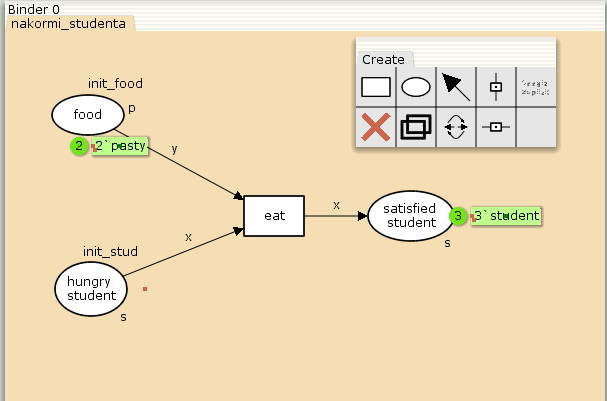 Binder 0
nakormi_studenta
Create
init_food
p
food
2
2`pasty
y
eat
x
satisfied
student
3
3`student
s
x
init_stud
hungry
student
s